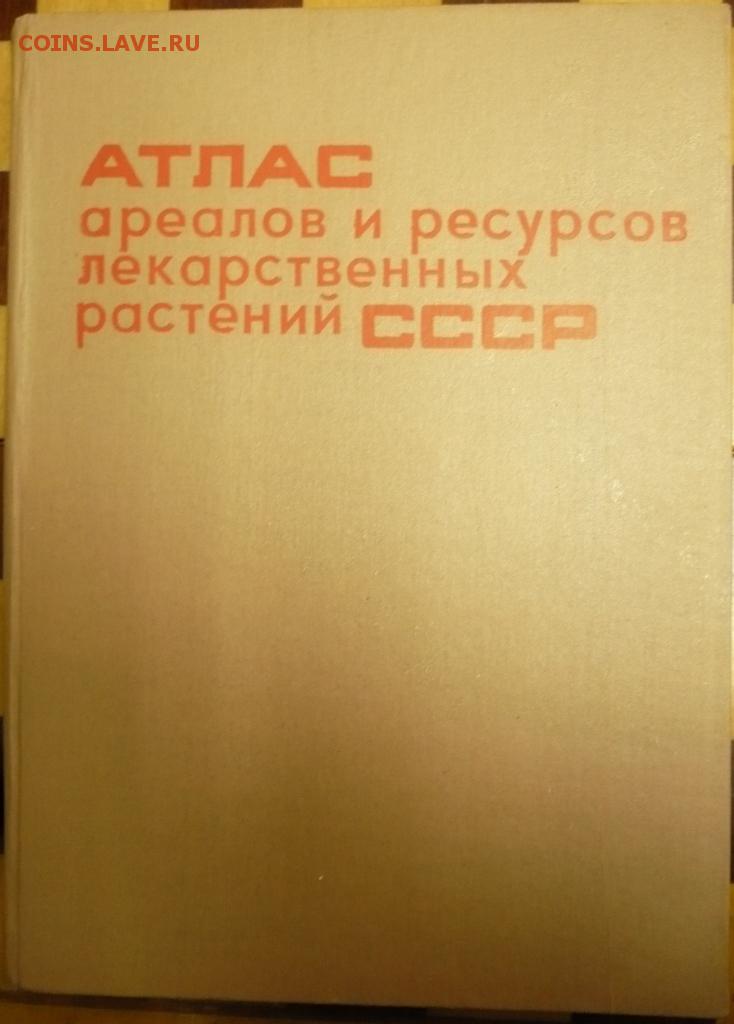 COINS.LAVE.RU
АТЛАС
ареалов и ресурсов
лекарственных
растений СССР